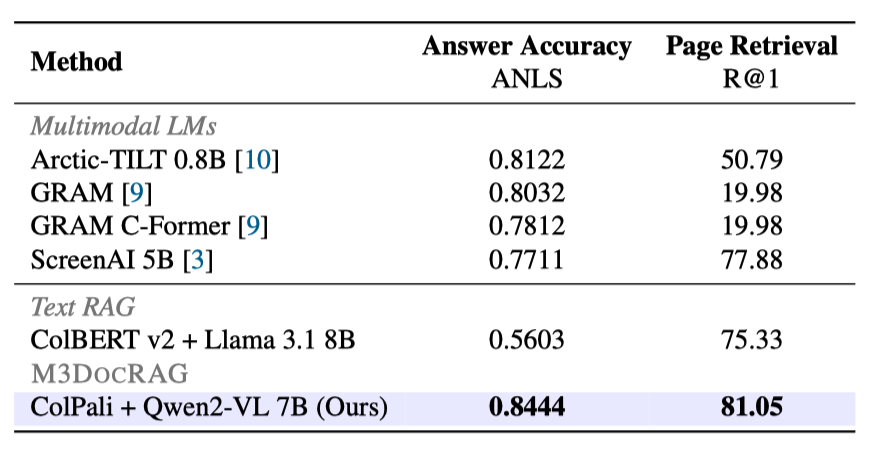 Method Answer Accuracy Page Retrieval
ANLS R@1
Multimodal LMs
Arctic-TILT 0.8B [10] 0.8122 50.79
GRAM [9] 0.8032 19.98
GRAM C-Former [9] 0.7812 19.98
ScreenAI 5B [3] 0.7711 77.88
Text RAG
ColBERT v2 + Llama 3.1 8B 0.5603 75.33
M3DOCRAG
ColPali + Qwen2-VL 7B (Ours) 0.8444 81.05